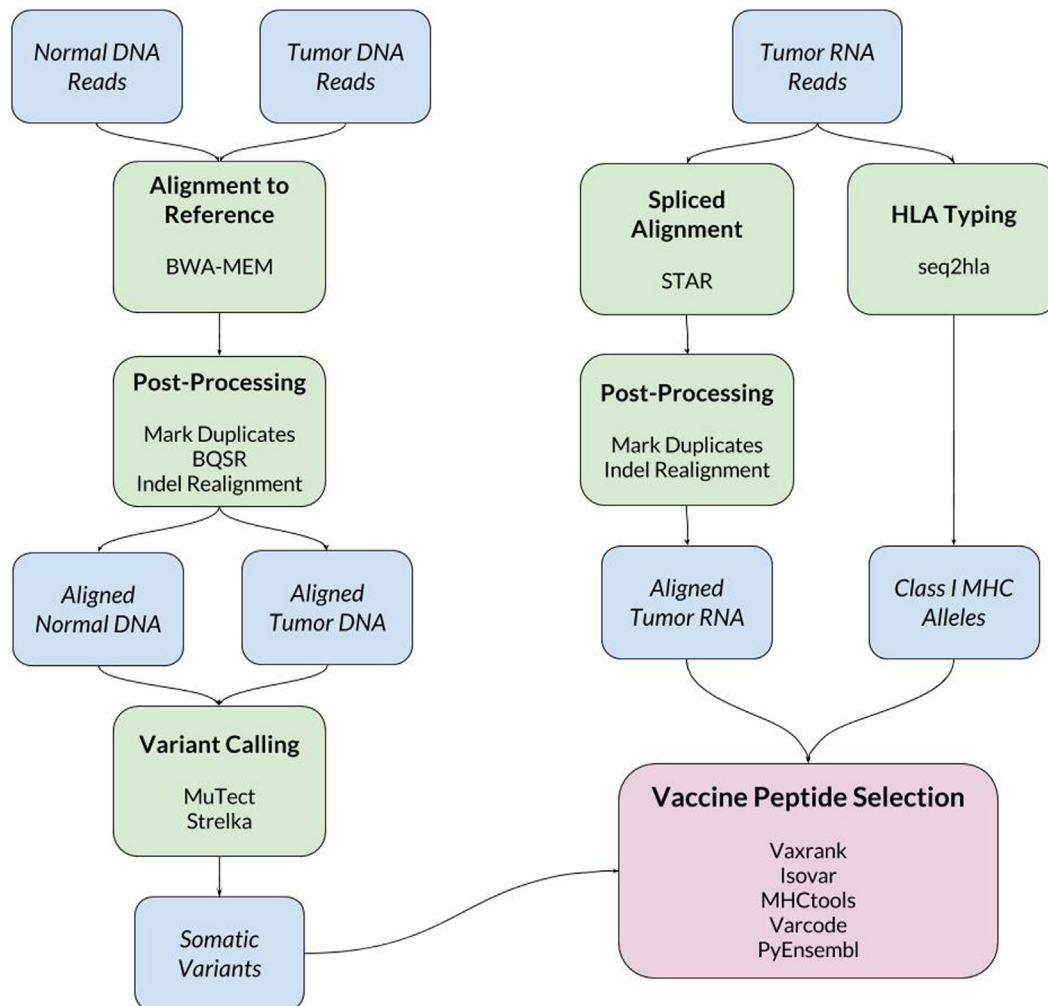 Normal DNA
Reads
Tumor DNA
Reads
Tumor RNA
Reads
Alignment to
Reference
BWA-MEM
Spliced
Alignment
STAR
HLA Typing
seq2hla
Post-Processing
Mark Duplicates
BQSR
Indel Realignment
Post-Processing
Mark Duplicates
Indel Realignment
Aligned
Normal DNA
Aligned
Tumor DNA
Aligned
Tumor RNA
Class I MHC
Alleles
Variant Calling
MuTect
Strelka
Vaccine Peptide Selection
Vaxrank
Isovar
MHCtools
Varcode
PyEnsembl
Somatic
Variants